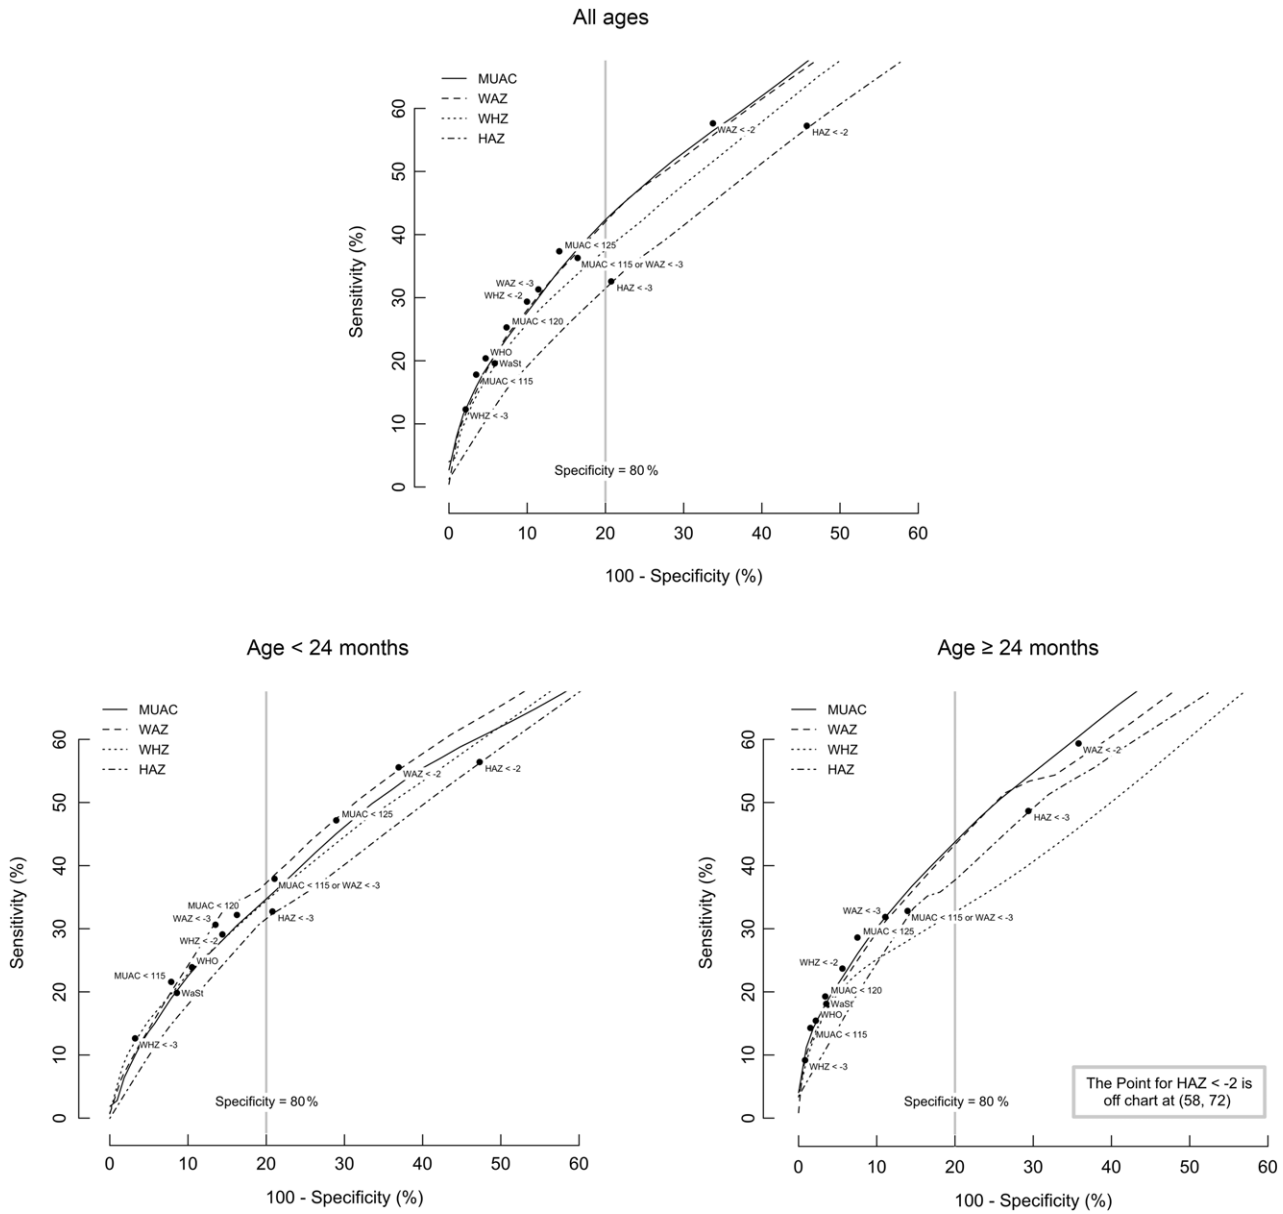 All ages
MUAC
WAZ
WHZ
HAZ
60
50
40
30
20
10
0
Sensitivity (%)
WAZ < -2
HAZ < -2
MUAC < 125
MUAC < 115 or WAZ < -3
WAZ < -3
HAZ < -3
WHZ < -2
MUAC < 120
WHO
WaSt
MUAC < 115
WHZ < -3
Specificity = 80 %
0 10 20 30 40 50 60
100 - Specificity (%)
Age < 24 months
MUAC
WAZ
WHZ
HAZ
60
50
40
30
20
10
0
Sensitivity (%)
HAZ < -2
WAZ < -2
MUAC < 125
MUAC < 115 or WAZ < -3
MUAC < 120
WAZ < -3
HAZ < -3
WHZ < -2
WHO
MUAC < 115
WaSt
WHZ < -3
Specificity = 80 %
0 10 20 30 40 50 60
100 - Specificity (%)
Age ≥ 24 months
MUAC
WAZ
WHZ
HAZ
60
50
40
30
20
10
0
Sensitivity (%)
WAZ < -2
HAZ < -3
WAZ < -3
MUAC < 115 or WAZ < -3
MUAC < 125
WHZ < -2
MUAC < 120
WaSt
WHO
MUAC < 115
WHZ < -3
The Point for HAZ < -2 is
off chart at (58, 72)
Specificity = 80 %
0 10 20 30 40 50 60
100 - Specificity (%)